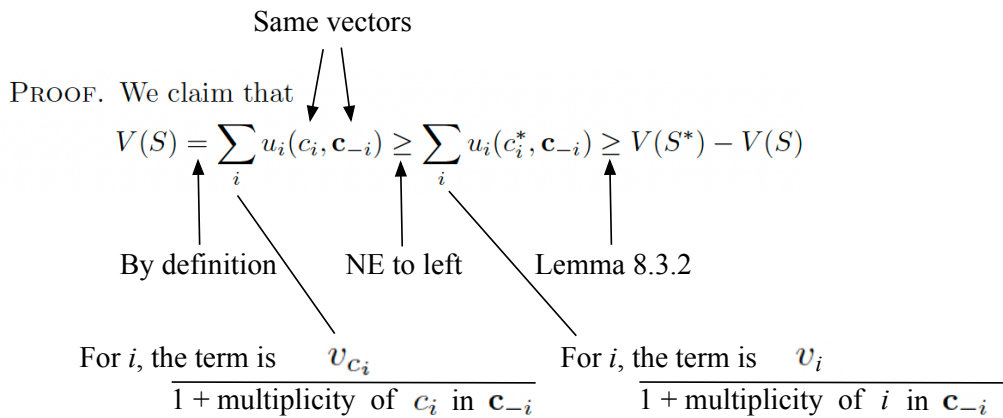 Same vectors
PROOF. We claim that
V(S) = ∑_i u_i(c_i, c_{−i}) ≥ ∑_i u_i(c_i^*, c_{−i}) ≥ V(S^*) − V(S)
By definition NE to left Lemma 8.3.2
For i, the term is v_{c_i} For i, the term is v_i
1 + multiplicity of c_i in c_{−i} 1 + multiplicity of i in c_{−i}